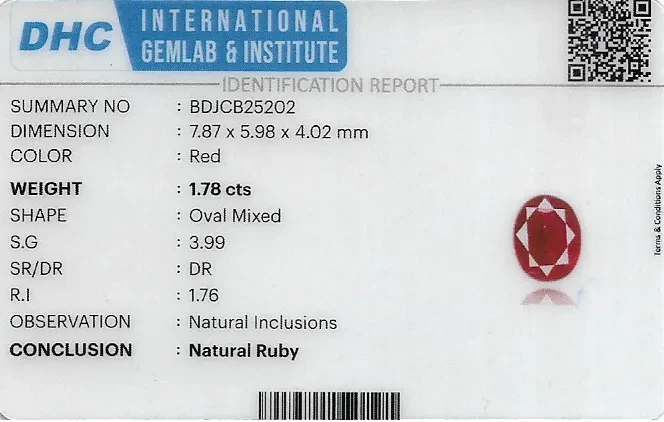 DHC
INTERNATIONAL
GEMLAB & INSTITUTE
IDENTIFICATION REPORT
SUMMARY NO : BDJCB25202
DIMENSION : 7.87 x 5.98 x 4.02 mm
COLOR : Red
WEIGHT : 1.78 cts
SHAPE : Oval Mixed
S.G : 3.99
SR/DR : DR
R.I : 1.76
OBSERVATION : Natural Inclusions
CONCLUSION : Natural Ruby
Terms & Conditions Apply